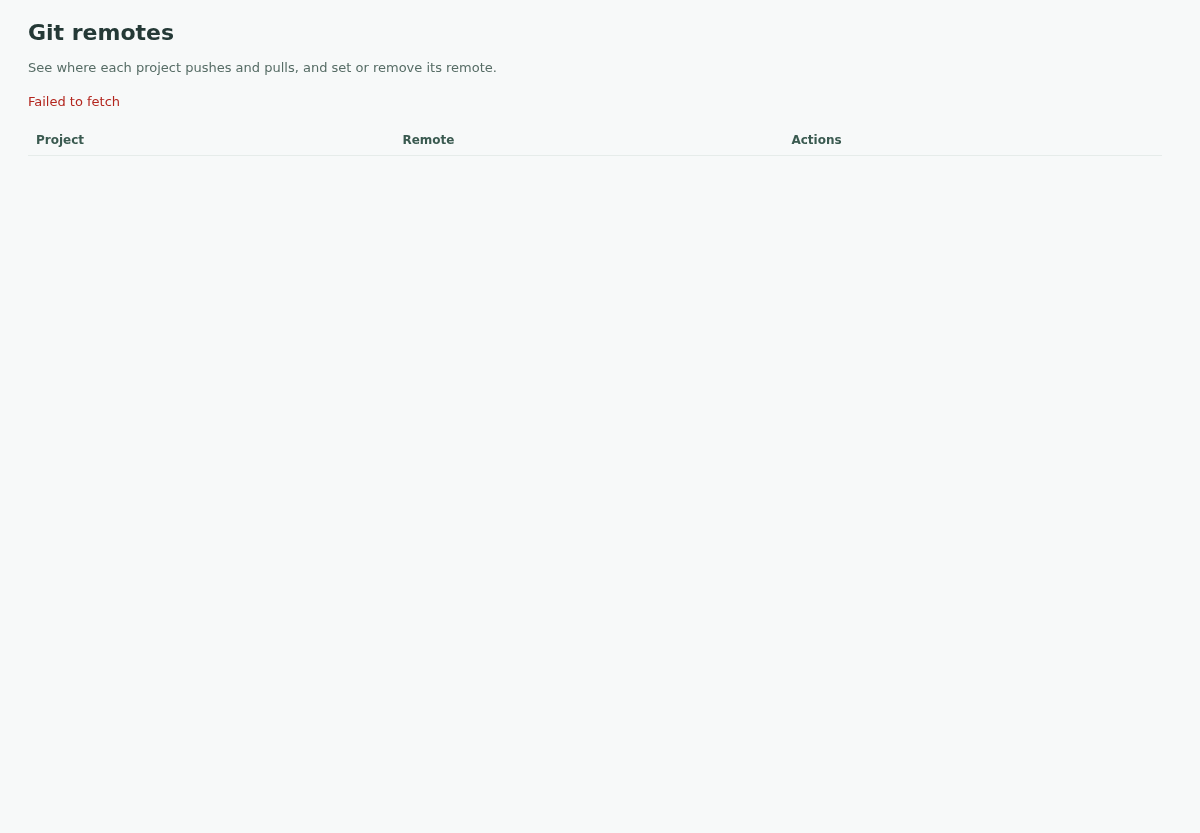 Git remotes
See where each project pushes and pulls, and set or remove its remote.
Failed to fetch
Project Remote Actions